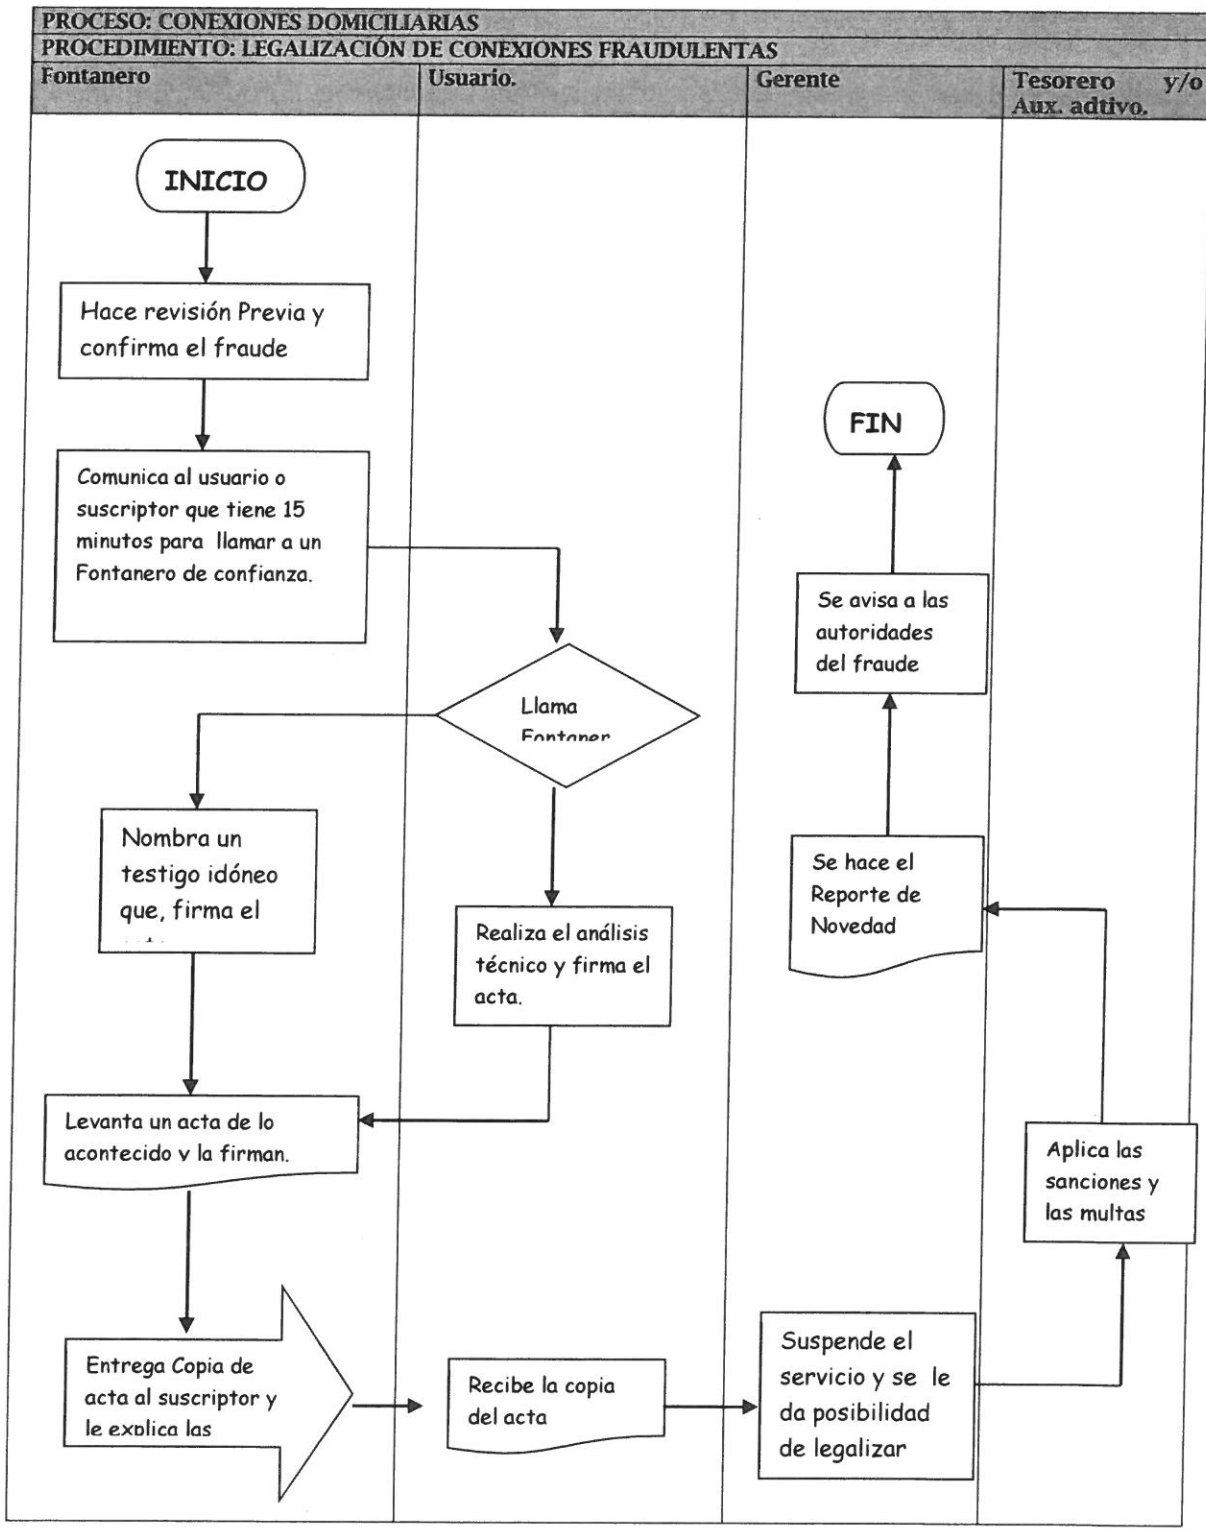 PROCESO: CONEXIONES DOMICILIARIAS
PROCEDIMIENTO: LEGALIZACIÓN DE CONEXIONES FRAUDULENTAS
Fontanero
Usuario.
Gerente
Tesorero y/o
Aux. adtivo.
INICIO
Hace revisión Previa y
confirma el fraude
Comunica al usuario o
suscriptor que tiene 15
minutos para llamar a un
Fontanero de confianza.
Llama
Fontaner
Nombra un
testigo idóneo
que, firma el
Realiza el análisis
técnico y firma el
acta.
Levanta un acta de lo
acontecido y la firman.
Entrega Copia de
acta al suscriptor y
le explica las
Recibe la copia
del acta
Suspende el
servicio y se le
da posibilidad
de legalizar
Aplica las
sanciones y
las multas
Se hace el
Reporte de
Novedad
Se avisa a las
autoridades
del fraude
FIN